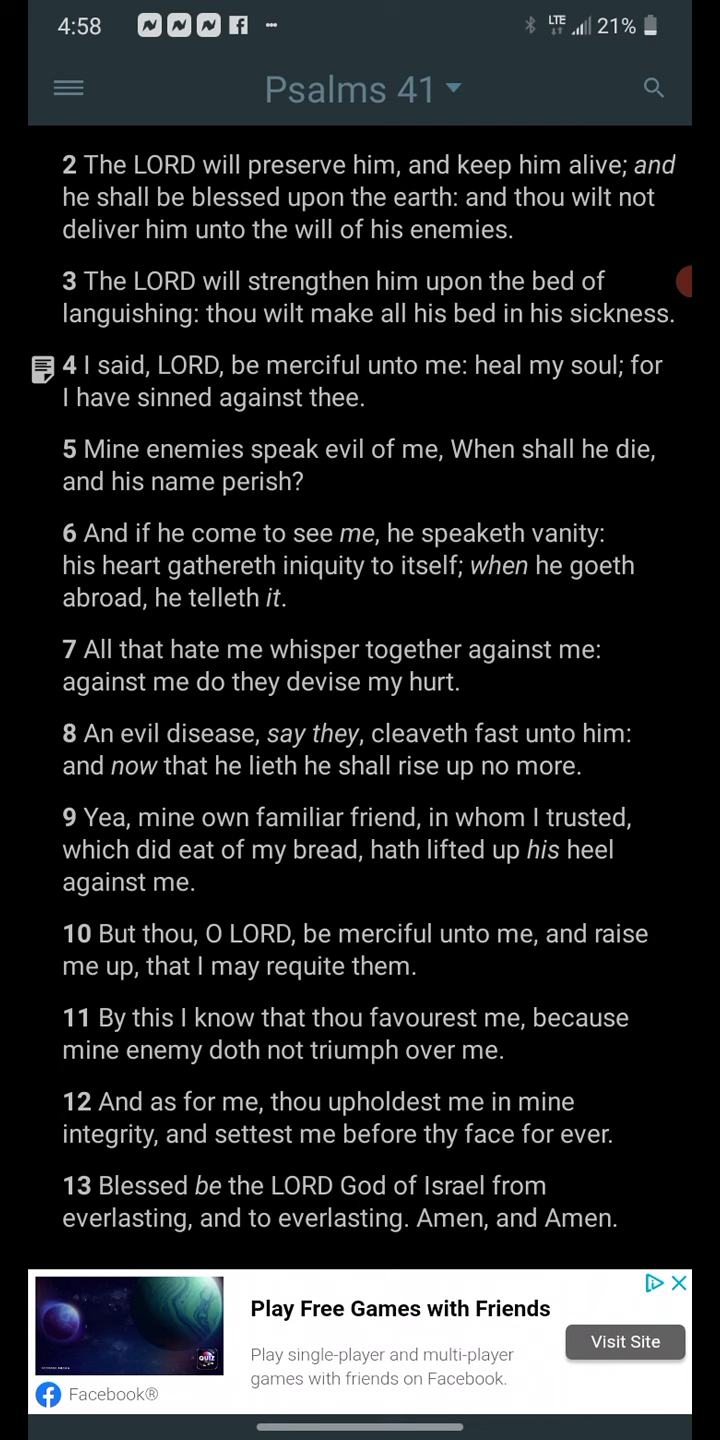 4:58
LTE
21%
Psalms 41
2 The LORD will preserve him, and keep him alive; and
he shall be blessed upon the earth: and thou wilt not
deliver him unto the will of his enemies.
3 The LORD will strengthen him upon the bed of
languishing: thou wilt make all his bed in his sickness.
4 I said, LORD, be merciful unto me: heal my soul; for
I have sinned against thee.
5 Mine enemies speak evil of me, When shall he die,
and his name perish?
6 And if he come to see me, he speaketh vanity:
his heart gathereth iniquity to itself; when he goeth
abroad, he telleth it.
7 All that hate me whisper together against me:
against me do they devise my hurt.
8 An evil disease, say they, cleaveth fast unto him:
and now that he lieth he shall rise up no more.
9 Yea, mine own familiar friend, in whom I trusted,
which did eat of my bread, hath lifted up his heel
against me.
10 But thou, O LORD, be merciful unto me, and raise
me up, that I may requite them.
11 By this I know that thou favourest me, because
mine enemy doth not triumph over me.
12 And as for me, thou upholdest me in mine
integrity, and settest me before thy face for ever.
13 Blessed be the LORD God of Israel from
everlasting, and to everlasting. Amen, and Amen.
Play Free Games with Friends
Play single-player and multi-player
games with friends on Facebook.
Visit Site
QUIZ
Facebook®